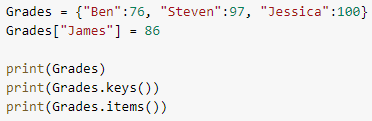 Grades = {"Ben":76, "Steven":97, "Jessica":100}
Grades["James"] = 86
print(Grades)
print(Grades.keys())
print(Grades.items())